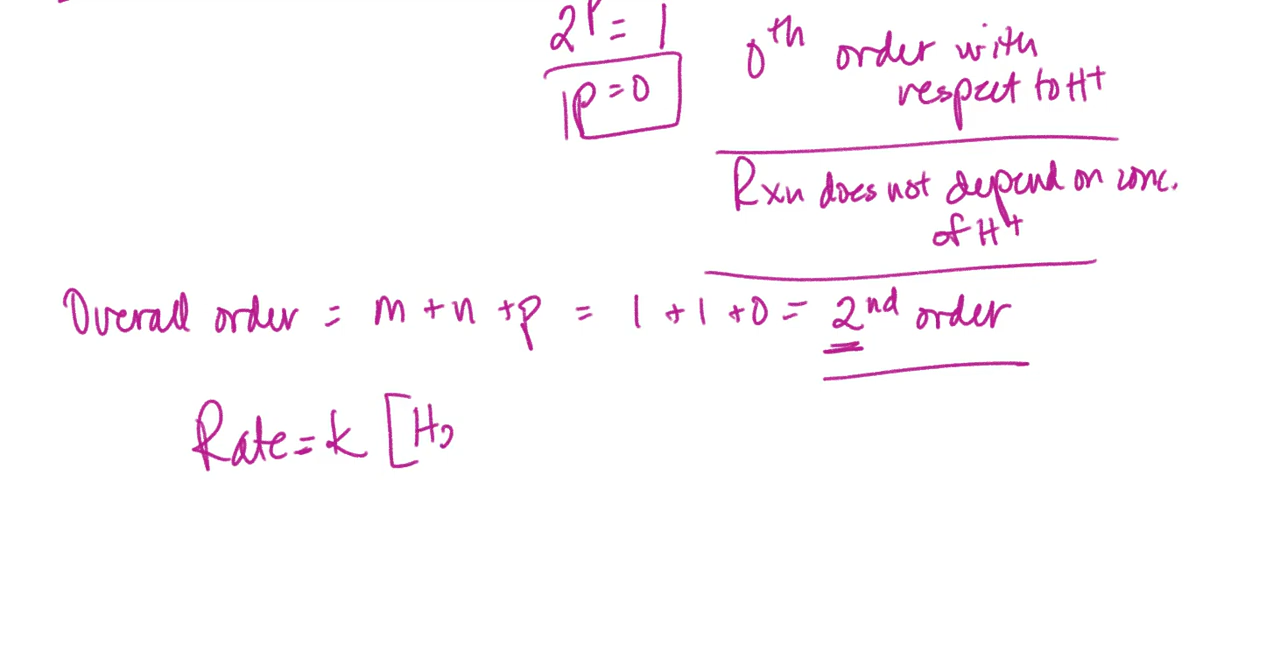 2P = 1
P = 0
0th order with
respect to H+
Rxn does not depend on conc.
of H+
Overall order = m + n + p = 1 + 1 + 0 = 2nd order
Rate = k [H2